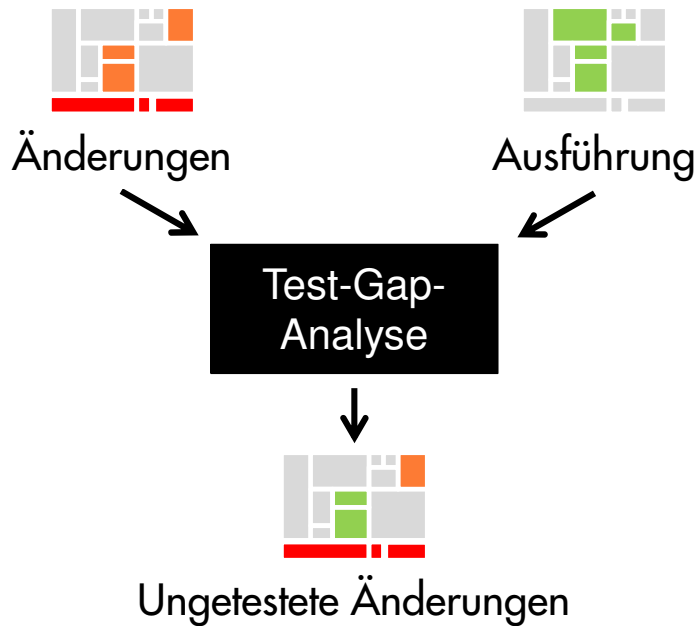 Änderungen
Ausführung
Test-Gap-
Analyse
Ungetestete Änderungen